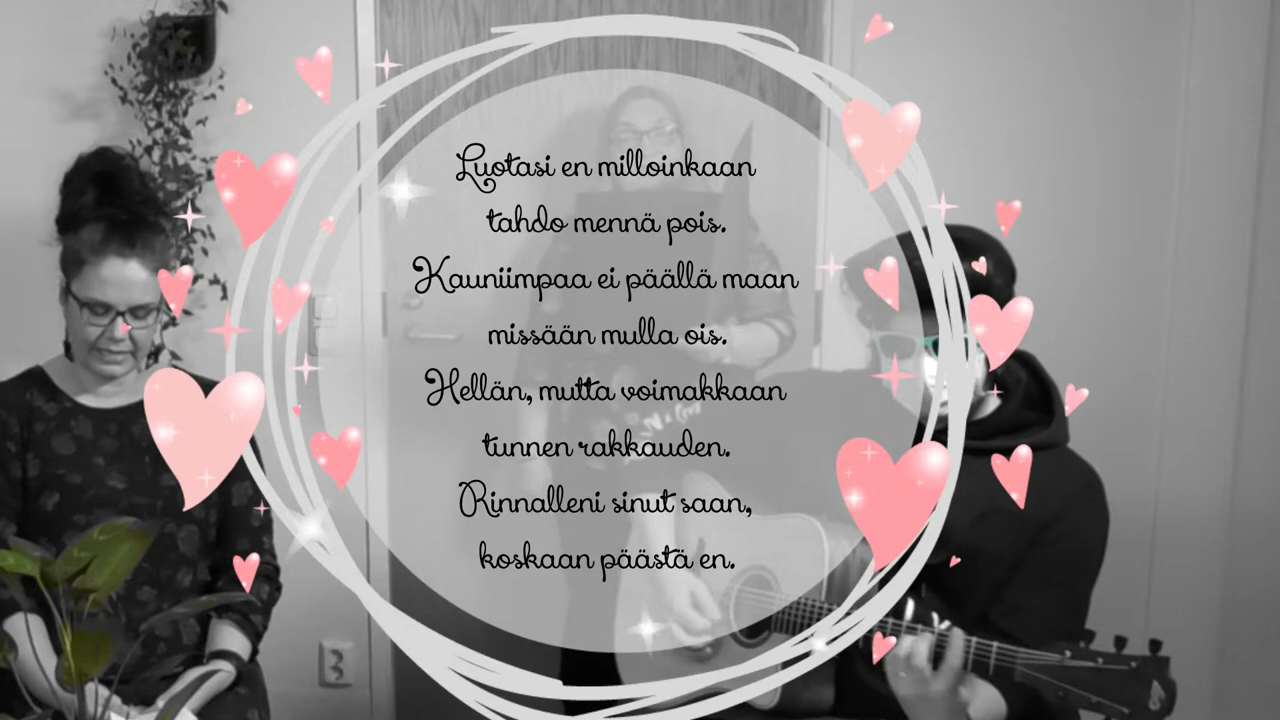 Luotasi en milloinkaan
tahdo mennä pois.
Kauniimpaa ei päällä maan
missään mulla ois.
Hellän, mutta voimakkaan
tunnen rakkauden.
Rinnalleni sinut saan,
koskaan päästä en.